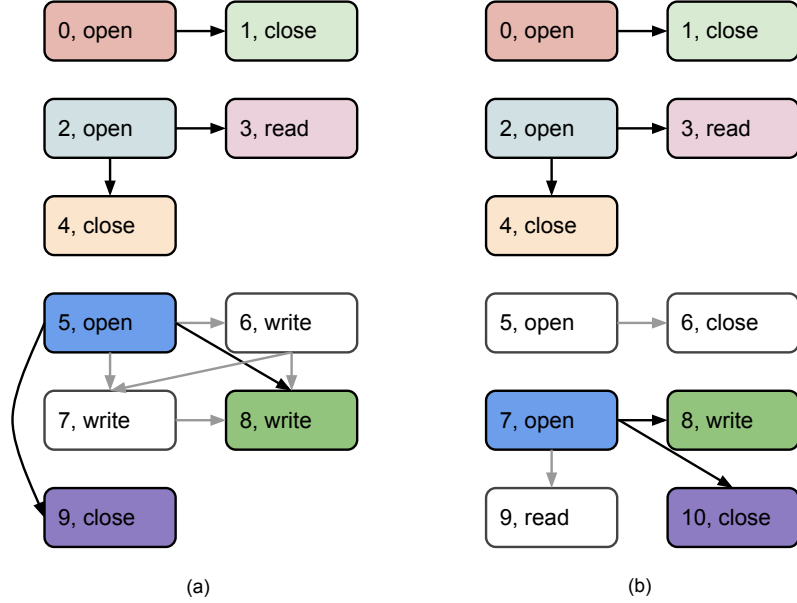 0, open
1, close
2, open
3, read
4, close
5, open
6, write
7, write
8, write
9, close
(a)
0, open
1, close
2, open
3, read
4, close
5, open
6, close
7, open
8, write
9, read
10, close
(b)